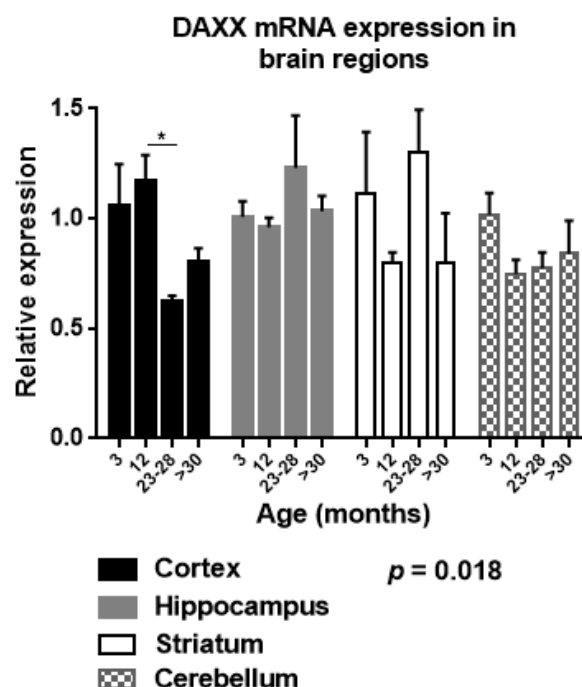 DAXX mRNA expression in
brain regions
Relative expression
1.5
1.0
0.5
0.0
*
3 12 23-28 >30 3 12 23-28 >30 3 12 23-28 >30 3 12 23-28 >30
Age (months)
Cortex
p = 0.018
Hippocampus
Striatum
Cerebellum